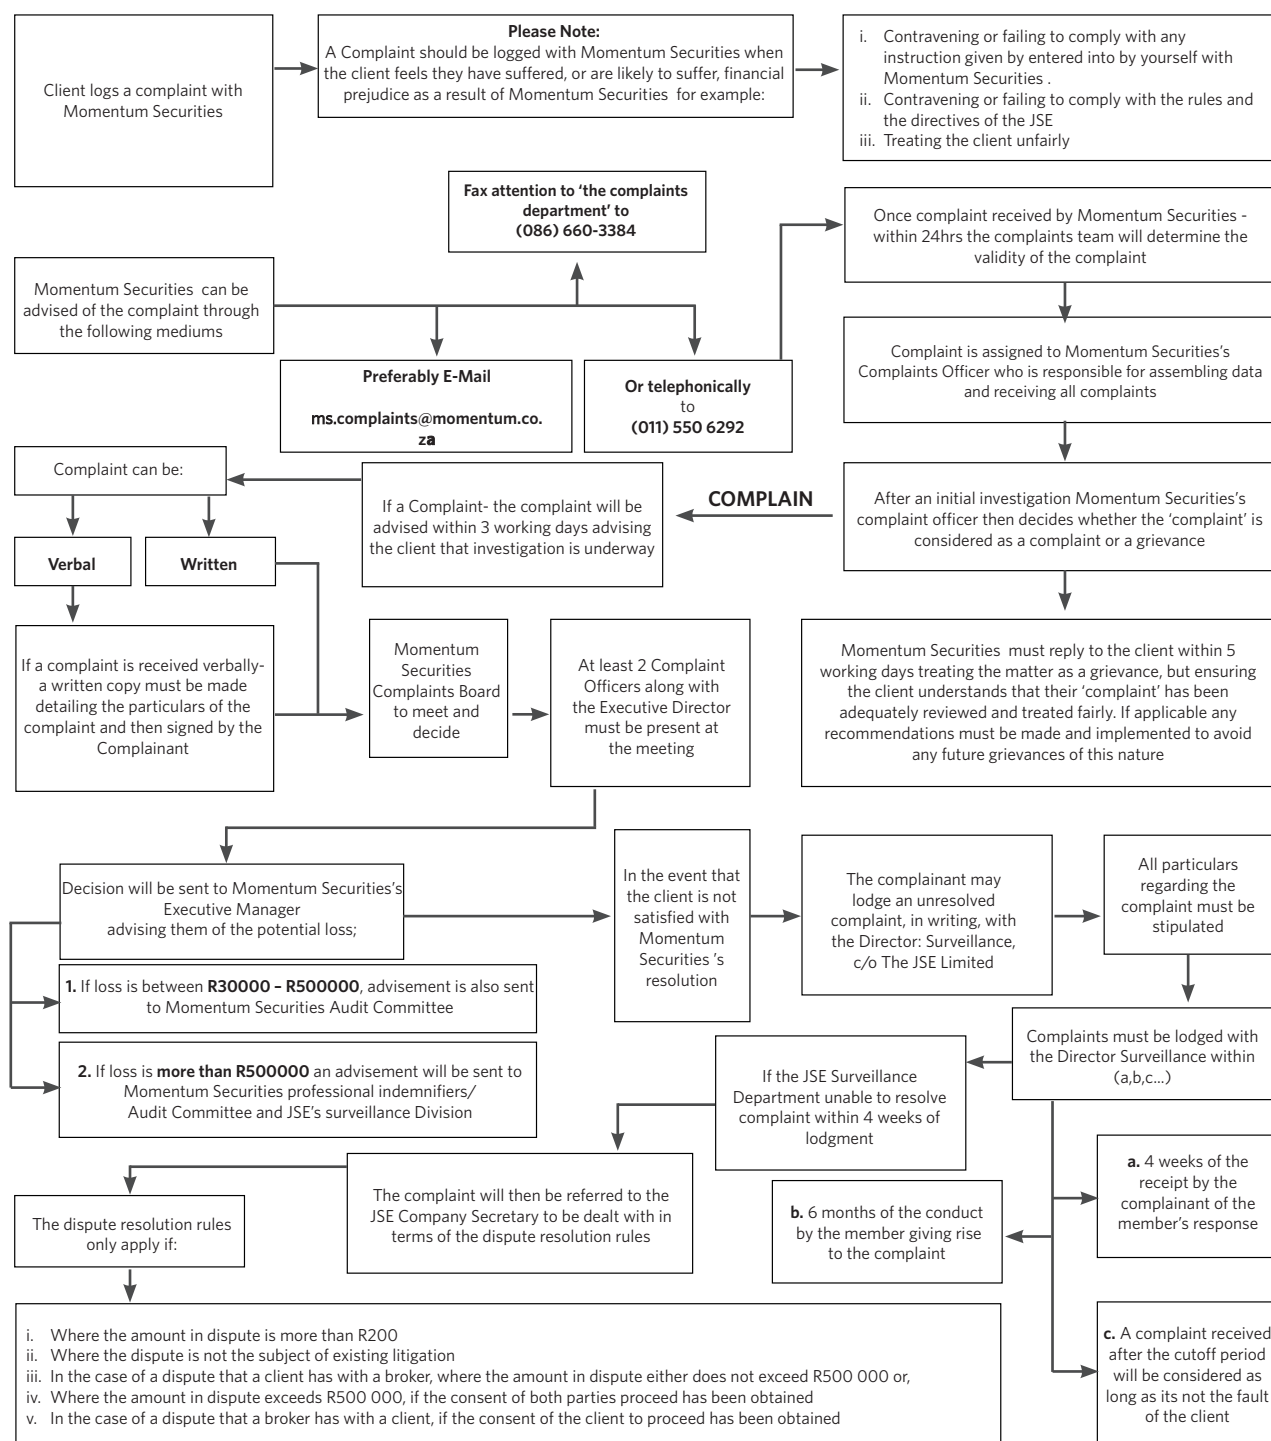 Client logs a complaint with
Momentum Securities
Please Note:
A Complaint should be logged with Momentum Securities when
the client feels they have suffered, or are likely to suffer, financial
prejudice as a result of Momentum Securities for example:
i. Contravening or failing to comply with any
instruction given by entered into by yourself with
Momentum Securities .
ii. Contravening or failing to comply with the rules and
the directives of the JSE
iii. Treating the client unfairly
Momentum Securities can be
advised of the complaint through
the following mediums
Fax attention to ‘the complaints
department’ to
(086) 660-3384
Preferably E-Mail
ms.complaints@momentum.co.
za
Or telephonically
to
(011) 550 6292
Once complaint received by Momentum Securities -
within 24hrs the complaints team will determine the
validity of the complaint
Complaint is assigned to Momentum Securities's
Complaints Officer who is responsible for assembling data
and receiving all complaints
After an initial investigation Momentum Securities's
complaint officer then decides whether the ‘complaint’ is
considered as a complaint or a grievance
COMPLAIN
If a Complaint- the complaint will be
advised within 3 working days advising
the client that investigation is underway
Complaint can be:
Verbal
Written
If a complaint is received verbally-
a written copy must be made
detailing the particulars of the
complaint and then signed by the
Complainant
Momentum
Securities
Complaints Board
to meet and
decide
At least 2 Complaint
Officers along with
the Executive Director
must be present at
the meeting
Momentum Securities must reply to the client within 5
working days treating the matter as a grievance, but ensuring
the client understands that their ‘complaint’ has been
adequately reviewed and treated fairly. If applicable any
recommendations must be made and implemented to avoid
any future grievances of this nature
Decision will be sent to Momentum Securities's
Executive Manager
advising them of the potential loss;
1. If loss is between R30000 – R500000, advisement is also sent
to Momentum Securities Audit Committee
2. If loss is more than R500000 an advisement will be sent to
Momentum Securities professional indemnifiers/
Audit Committee and JSE's surveillance Division
In the event that
the client is not
satisfied with
Momentum
Securities 's
resolution
The complainant may
lodge an unresolved
complaint, in writing, with
the Director: Surveillance,
c/o The JSE Limited
All particulars
regarding the
complaint must be
stipulated
Complaints must be lodged with
the Director Surveillance within
(a,b,c...)
a. 4 weeks of the
receipt by the
complainant of the
member's response
b. 6 months of the conduct
by the member giving rise
to the complaint
c. A complaint received
after the cutoff period
will be considered as
long as its not the fault
of the client
If the JSE Surveillance
Department unable to resolve
complaint within 4 weeks of
lodgment
The complaint will then be referred to the
JSE Company Secretary to be dealt with in
terms of the dispute resolution rules
The dispute resolution rules
only apply if:
i. Where the amount in dispute is more than R200
ii. Where the dispute is not the subject of existing litigation
iii. In the case of a dispute that a client has with a broker, where the amount in dispute either does not exceed R500 000 or,
iv. Where the amount in dispute exceeds R500 000, if the consent of both parties proceed has been obtained
v. In the case of a dispute that a broker has with a client, if the consent of the client to proceed has been obtained